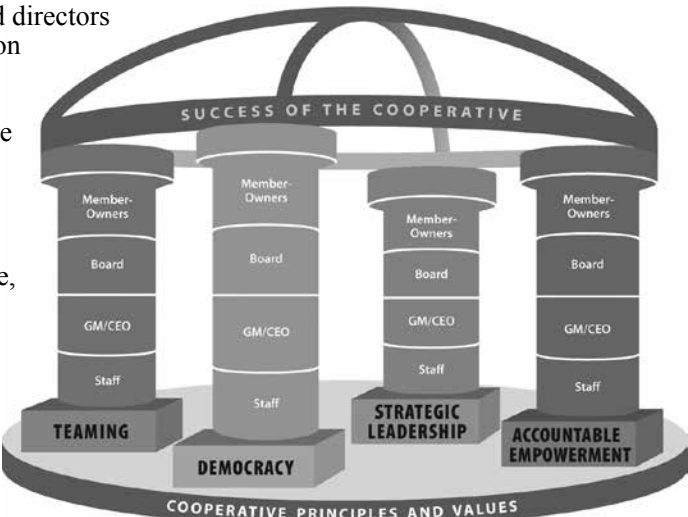 d directors
on
e
e,
SUCCESS OF THE COOPERATIVE
Member-
Owners
Board
GM/CEO
Staff
TEAMING
Member-
Owners
Board
GM/CEO
Staff
DEMOCRACY
Member-
Owners
Board
GM/CEO
Staff
STRATEGIC
LEADERSHIP
Member-
Owners
Board
GM/CEO
Staff
ACCOUNTABLE
EMPOWERMENT
COOPERATIVE PRINCIPLES AND VALUES